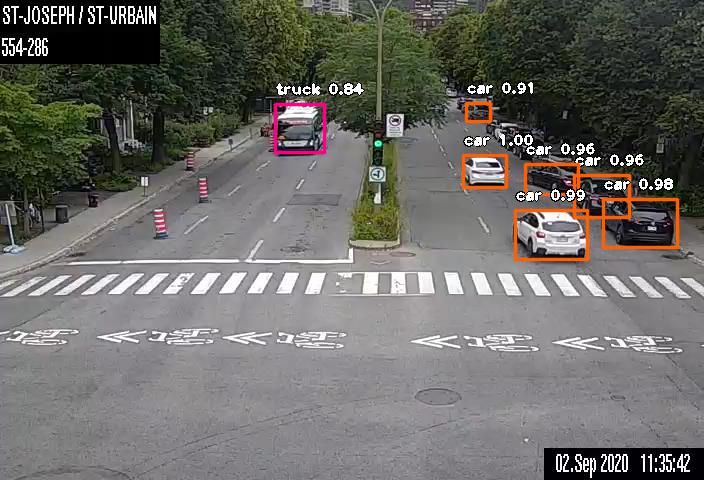 ST-JOSEPH / ST-URBAIN
554-286
truck 0.84
car 0.91
car 1.00
car 0.96
car 0.96
car 0.98
car 0.99
02.Sep 2020 11:35:42